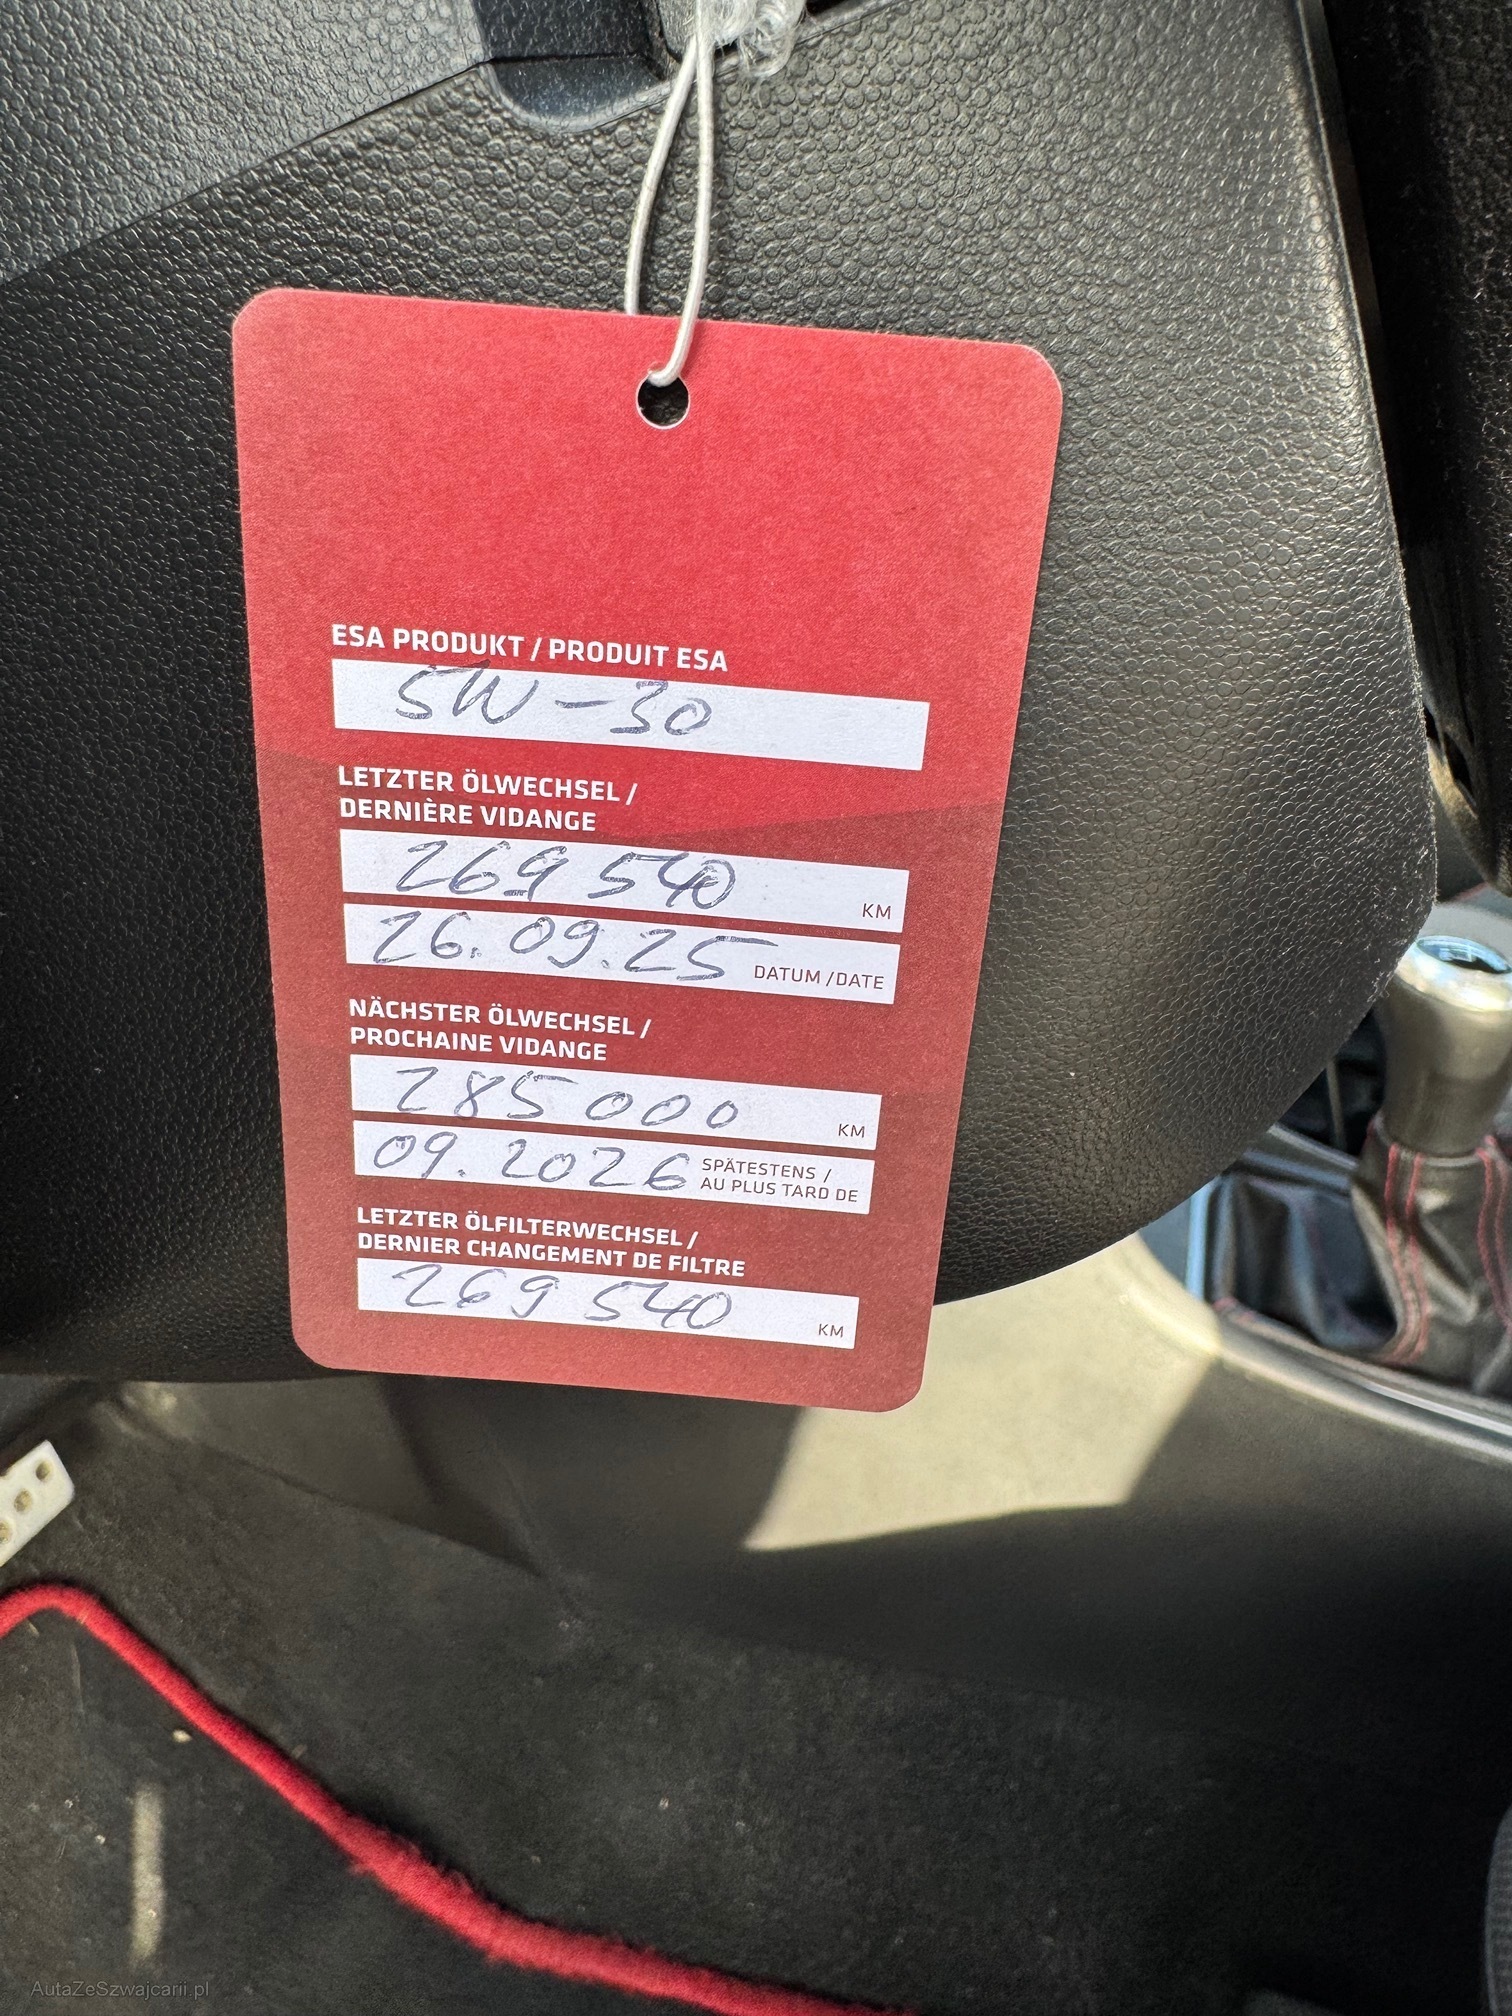 ESA PRODUKT / PRODUIT ESA
5W-30
LETZTER ÖLWECHSEL /
DERNIÈRE VIDANGE
269 540 KM
26.09.25 DATUM /DATE
NÄCHSTER ÖLWECHSEL /
PROCHAINE VIDANGE
285 000 KM
09.2026 SPÄTESTENS /
AU PLUS TARD DE
LETZTER ÖLFILTERWECHSEL /
DERNIER CHANGEMENT DE FILTRE
269 540 KM
AutaZeSzwajcarii.pl